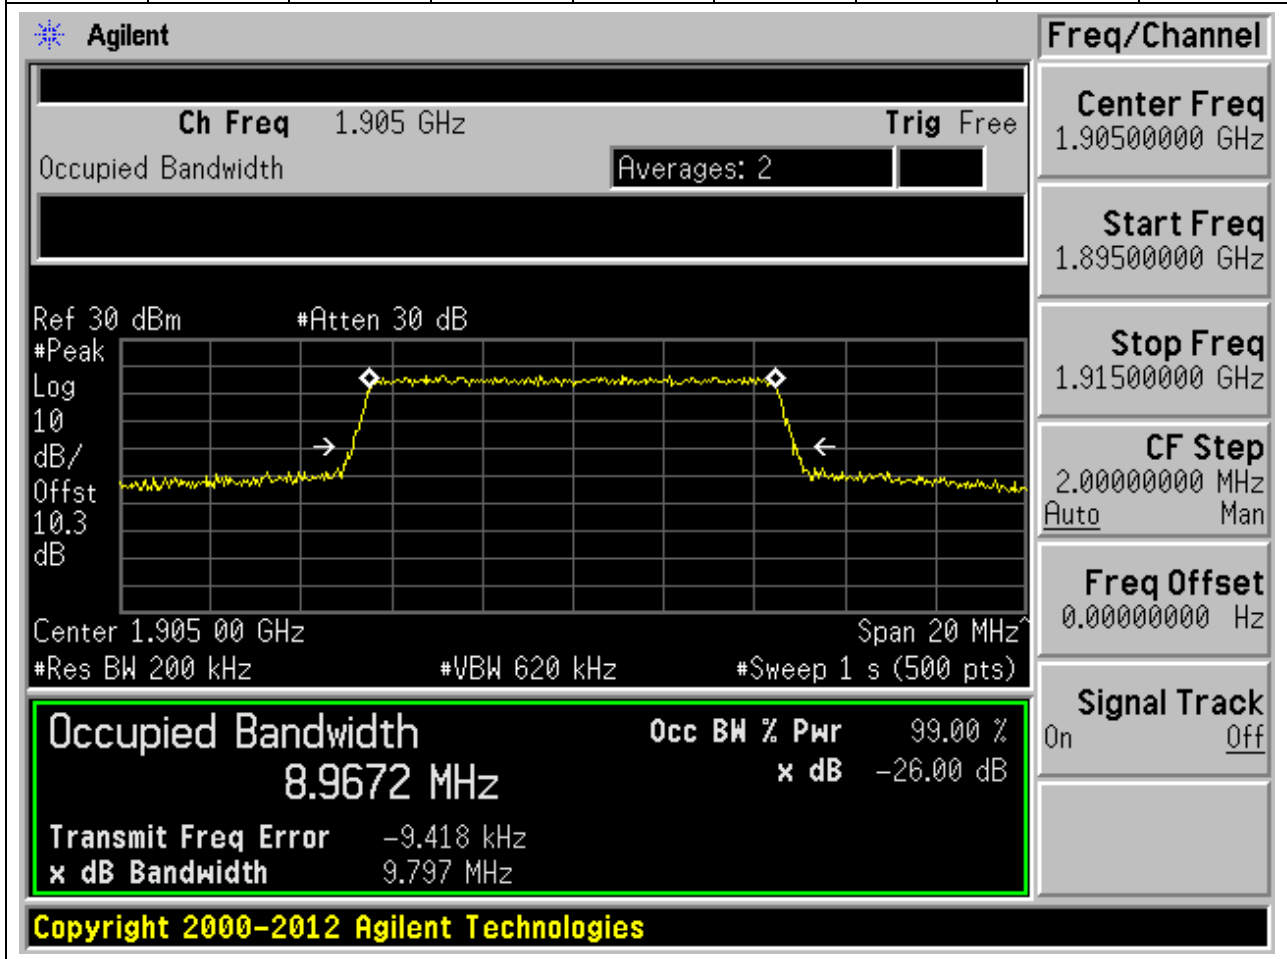 Agilent
Freq/Channel
Ch Freq 1.905 GHz Trig Free
Occupied Bandwidth Averages: 2
Center Freq
1.90500000 GHz
Start Freq
1.89500000 GHz
Stop Freq
1.91500000 GHz
CF Step
2.00000000 MHz
Auto Man
Freq Offset
0.00000000 Hz
Signal Track
On Off
Ref 30 dBm #Atten 30 dB
#Peak
Log
10
dB/
Offst
10.3
dB
Center 1.905 00 GHz Span 20 MHz^
#Res BW 200 kHz #VBW 620 kHz #Sweep 1 s (500 pts)
Occupied Bandwidth Occ BW % Pwr 99.00 %
8.9672 MHz x dB -26.00 dB
Transmit Freq Error -9.418 kHz
x dB Bandwidth 9.797 MHz
Copyright 2000-2012 Agilent Technologies